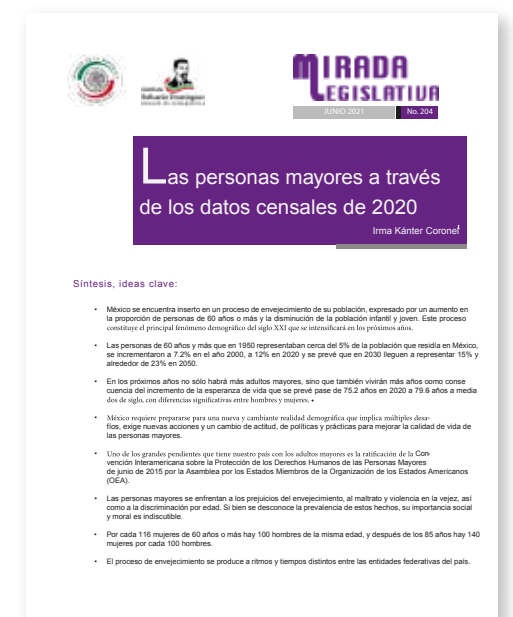 MIRADA
LEGISLATIVA
JUNIO 2021 No. 204
Las personas mayores a través
de los datos censales de 2020
Irma Kánter Coronel
Síntesis, ideas clave:
• México se encuentra inserto en un proceso de envejecimiento de su población, expresado por un aumento en
la proporción de personas de 60 años o más y la disminución de la población infantil y joven. Este proceso
constituye el principal fenómeno demográfico del siglo XXI que se intensificará en los próximos años.
• Las personas de 60 años y más que en 1950 representaban cerca del 5% de la población que residía en México,
se incrementaron a 7.2% en el año 2000, a 12% en 2020 y se prevé que en 2030 lleguen a representar 15% y
alrededor de 23% en 2050.
• En los próximos años no sólo habrá más adultos mayores, sino que también vivirán más años oomo conse
cuencia del incremento de la esperanza de vida que se prevé pase de 75.2 años en 2020 a 79.6 años a media
dos de siglo, con diferencias significativas entre hombres y mujeres. •
• México requiere prepararse para una nueva y cambiante realidad demográfica que implica múltiples desa-
fíos, exige nuevas acciones y un cambio de actitud, de políticas y prácticas para mejorar la calidad de vida de
las personas mayores.
• Uno de los grandes pendientes que tiene nuestro país con los adultos mayores es la ratificación de la Con-
vención Interamericana sobre la Protección de los Derechos Humanos de las Personas Mayores
de junio de 2015 por la Asamblea por los Estados Miembros de la Organización de los Estados Americanos
(OEA).
• Las personas mayores se enfrentan a los prejuicios del envejecimiento, al maltrato y violencia en la vejez, así
como a la discriminación por edad. Si bien se desconoce la prevalencia de estos hechos, su importancia social
y moral es indiscutible.
• Por cada 116 mujeres de 60 años o más hay 100 hombres de la misma edad, y después de los 85 años hay 140
mujeres por cada 100 hombres.
• El proceso de envejecimiento se produce a ritmos y tiempos distintos entre las entidades federativas del país.